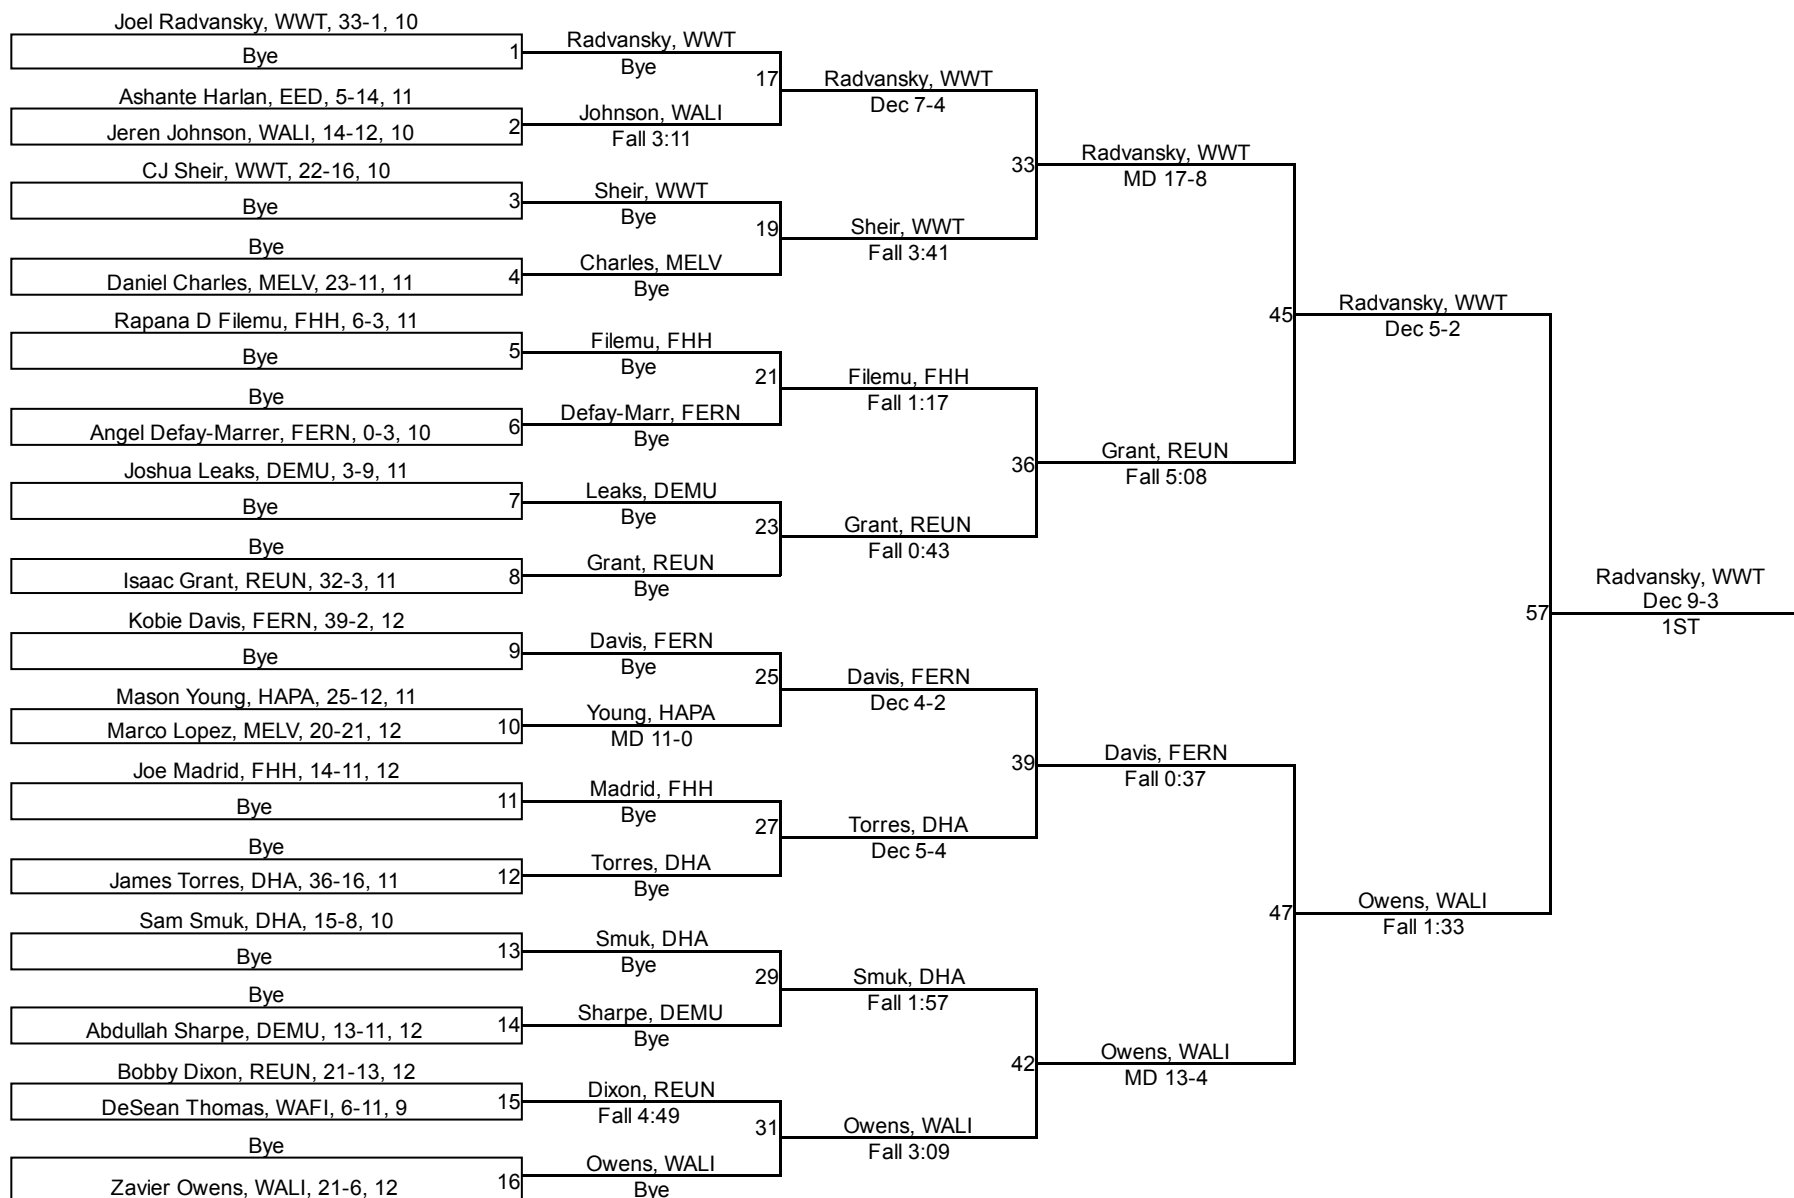 Joel Radvansky, WWT, 33-1, 10
Bye
1
Ashante Harlan, EED, 5-14, 11
Jeren Johnson, WALI, 14-12, 10
2
CJ Sheir, WWT, 22-16, 10
Bye
3
Bye
Daniel Charles, MELV, 23-11, 11
4
Rapana D Filemu, FHH, 6-3, 11
Bye
5
Bye
Angel Defay-Marrer, FERN, 0-3, 10
6
Joshua Leaks, DEMU, 3-9, 11
Bye
7
Bye
Isaac Grant, REUN, 32-3, 11
8
Kobie Davis, FERN, 39-2, 12
Bye
9
Mason Young, HAPA, 25-12, 11
Marco Lopez, MELV, 20-21, 12
10
Joe Madrid, FHH, 14-11, 12
Bye
11
Bye
James Torres, DHA, 36-16, 11
12
Sam Smuk, DHA, 15-8, 10
Bye
13
Bye
Abdullah Sharpe, DEMU, 13-11, 12
14
Bobby Dixon, REUN, 21-13, 12
DeSean Thomas, WAFI, 6-11, 9
15
Bye
Zavier Owens, WALI, 21-6, 12
16
Radvansky, WWT
Bye
17
Johnson, WALI
Fall 3:11
Sheir, WWT
Bye
19
Charles, MELV
Bye
Filemu, FHH
Bye
21
Defay-Marr, FERN
Bye
Leaks, DEMU
Bye
23
Grant, REUN
Bye
Davis, FERN
Bye
25
Young, HAPA
MD 11-0
Madrid, FHH
Bye
27
Torres, DHA
Bye
Smuk, DHA
Bye
29
Sharpe, DEMU
Bye
Dixon, REUN
Fall 4:49
31
Owens, WALI
Bye
Radvansky, WWT
Dec 7-4
33
Sheir, WWT
Fall 3:41
Filemu, FHH
Fall 1:17
36
Grant, REUN
Fall 0:43
Davis, FERN
Dec 4-2
39
Torres, DHA
Dec 5-4
Smuk, DHA
Fall 1:57
42
Owens, WALI
Fall 3:09
Radvansky, WWT
MD 17-8
45
Grant, REUN
Fall 5:08
Davis, FERN
Fall 0:37
47
Owens, WALI
MD 13-4
Radvansky, WWT
Dec 5-2
57
Owens, WALI
Fall 1:33
Radvansky, WWT
Dec 9-3
1ST